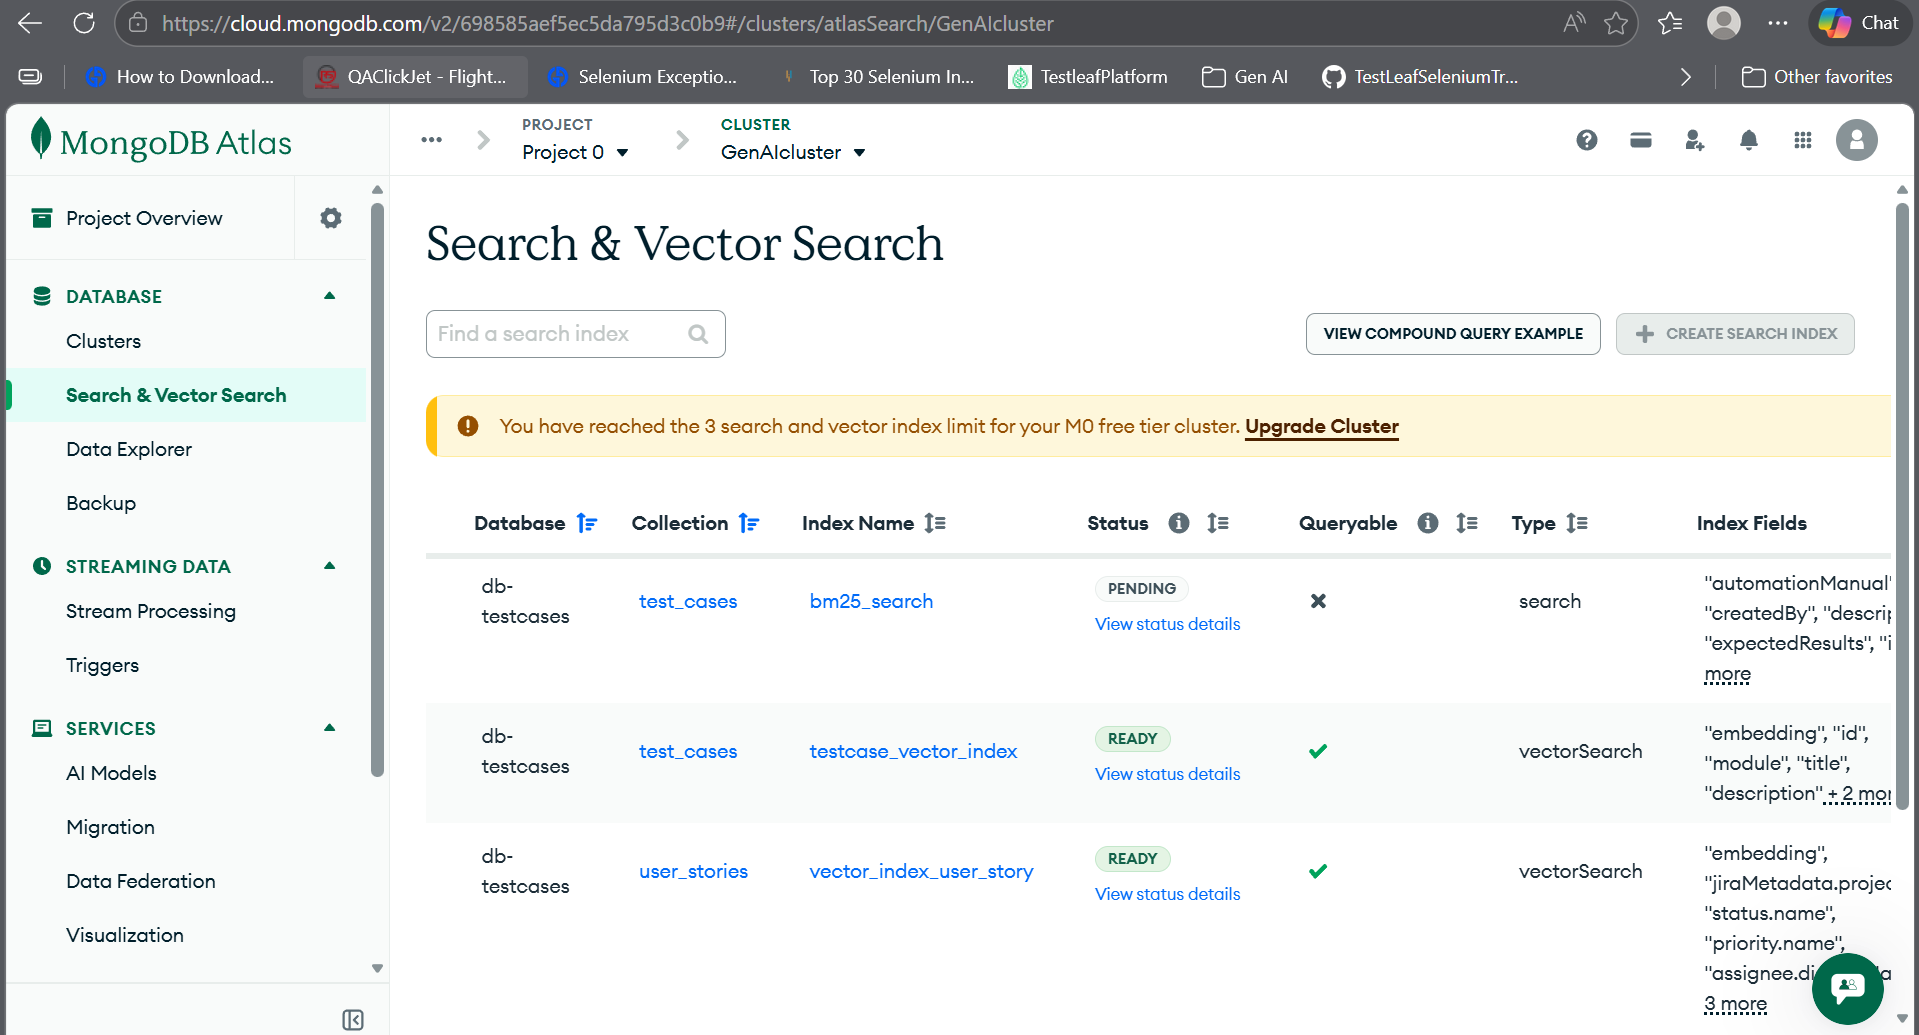 https://cloud.mongodb.com/v2/698585aef5ec5da795d3c0b9#/clusters/atlasSearch/GenAIcluster
Chat
How to Download...
QAClickJet - Flight...
Selenium Exceptio...
Top 30 Selenium In...
TestleafPlatform
Gen AI
TestLeafSeleniumTr...
Other favorites
MongoDB Atlas
PROJECT
Project 0
CLUSTER
GenAIcluster
Project Overview
DATABASE
Clusters
Search & Vector Search
Data Explorer
Backup
STREAMING DATA
Stream Processing
Triggers
SERVICES
AI Models
Migration
Data Federation
Visualization
Search & Vector Search
Find a search index
VIEW COMPOUND QUERY EXAMPLE
CREATE SEARCH INDEX
You have reached the 3 search and vector index limit for your M0 free tier cluster. Upgrade Cluster
Database Collection Index Name Status Queryable Type Index Fields
db-
testcases
test_cases
bm25_search
PENDING
View status details
search
"automationManual"
"createdBy", "descrip
"expectedResults", "i
more
db-
testcases
test_cases
testcase_vector_index
READY
View status details
vectorSearch
"embedding", "id",
"module", "title",
"description" + 2 mor
db-
testcases
user_stories
vector_index_user_story
READY
View status details
vectorSearch
"embedding",
"jiraMetadata.projec
"status.name",
"priority.name",
"assignee.di
3 more